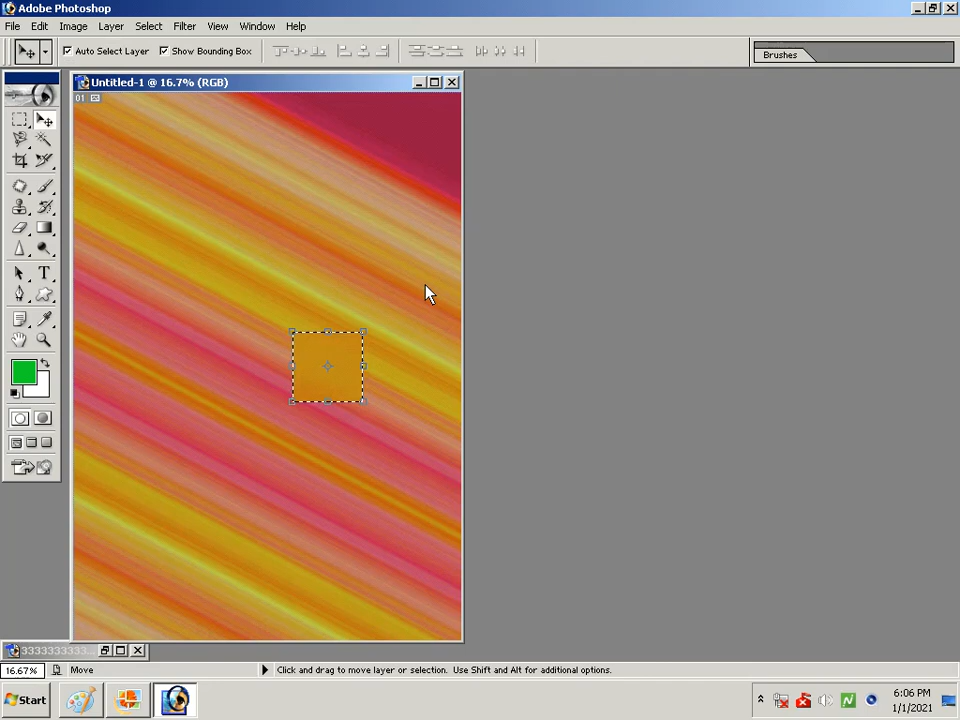 Adobe Photoshop
File Edit Image Layer Select Filter View Window Help
Auto Select Layer Show Bounding Box Brushes
Untitled-1 @ 16.7% (RGB)
01
T
33333333333...
16.67% Move Click and drag to move layer or selection. Use Shift and Alt for additional options.
Start
6:06 PM
1/1/2021